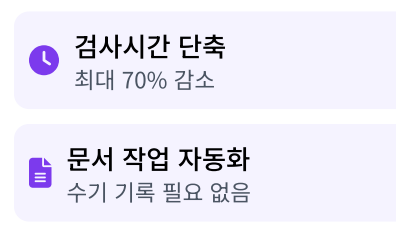 검사시간 단축
최대 70% 감소
문서 작업 자동화
수기 기록 필요 없음